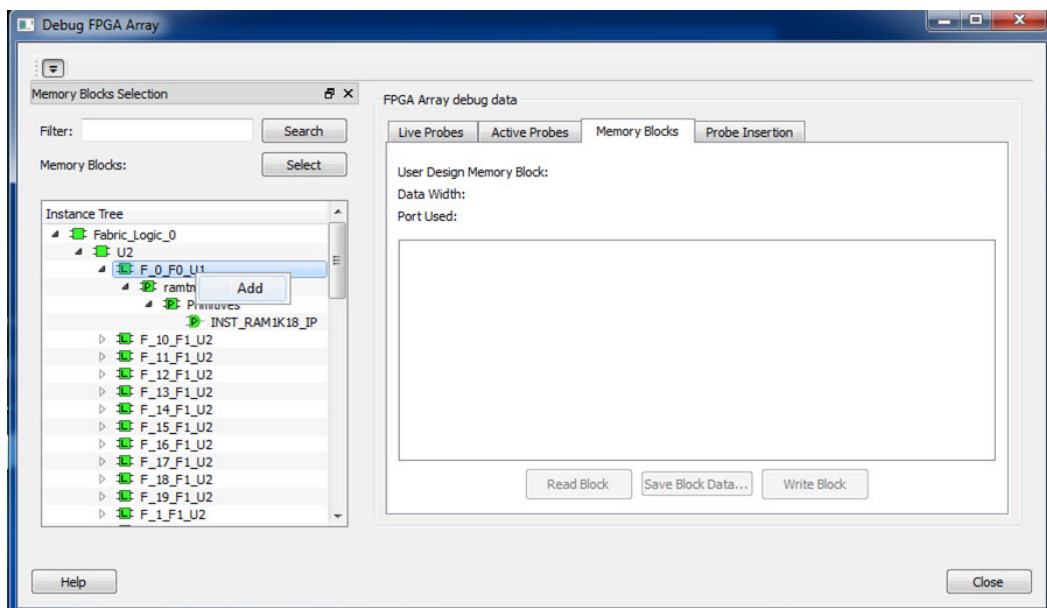 Debug FPGA Array
Memory Blocks Selection
Filter:
Search
Memory Blocks:
Select
Instance Tree
Fabric_Logic_0
U2
F_0_F0_U1
Add
INST_RAM1K18_IP
F_10_F1_U2
F_11_F1_U2
F_12_F1_U2
F_13_F1_U2
F_14_F1_U2
F_15_F1_U2
F_16_F1_U2
F_17_F1_U2
F_18_F1_U2
F_19_F1_U2
F_1_F1_U2
Help
FPGA Array debug data
Live Probes
Active Probes
Memory Blocks
Probe Insertion
User Design Memory Block:
Data Width:
Port Used:
Read Block
Save Block Data...
Write Block
Close